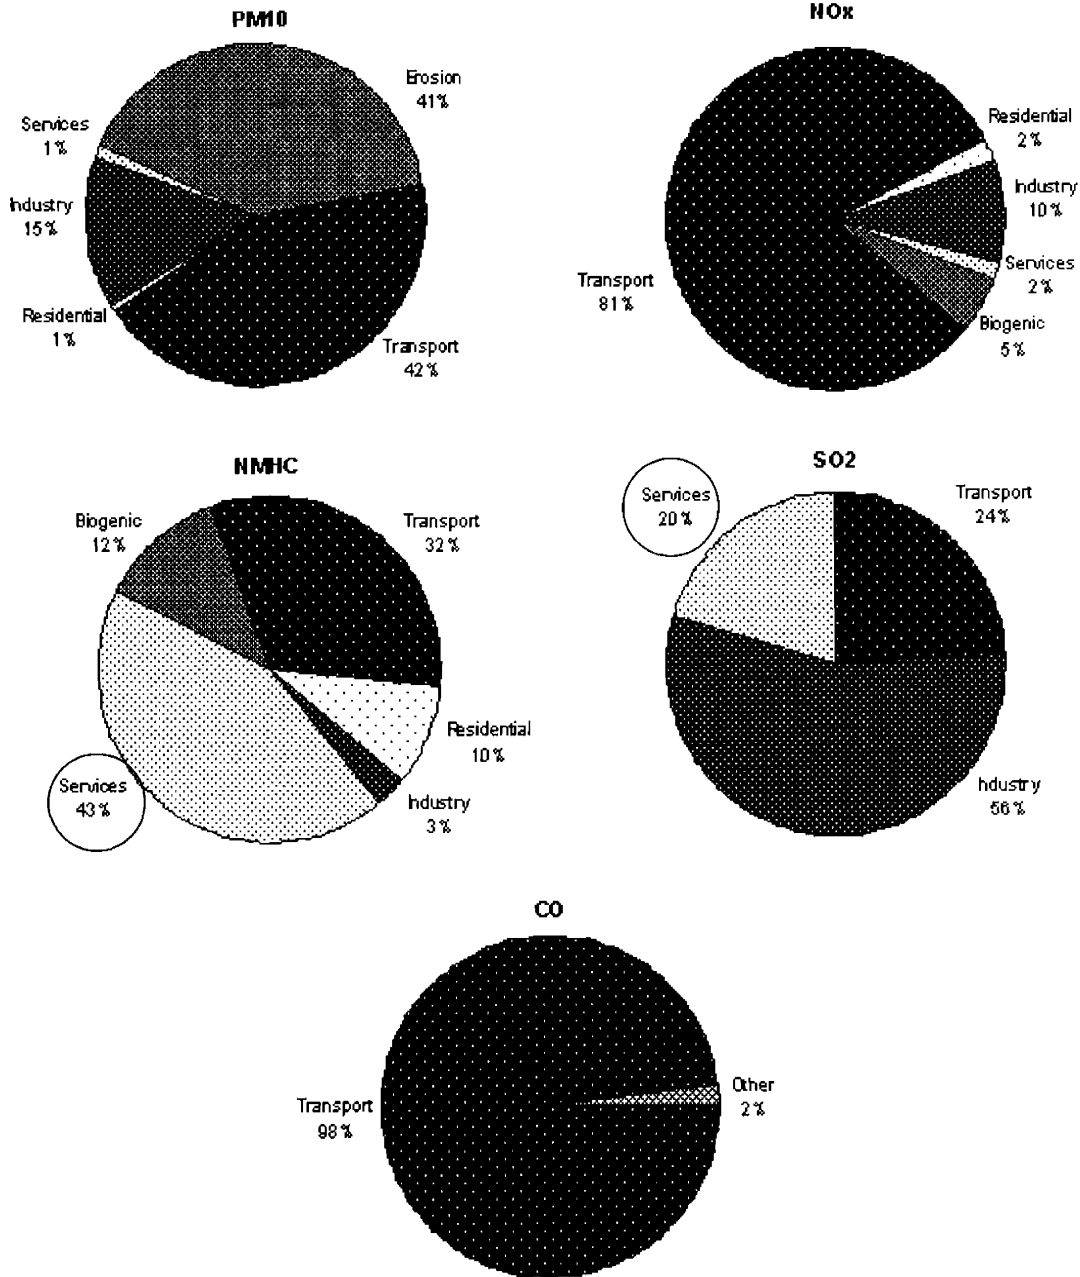 PM10
Erosion
41%
Services
1%
Industry
15%
Residential
1%
Transport
42%
NOx
Residential
2%
Industry
10%
Services
2%
Biogenic
5%
Transport
81%
NMHC
Biogenic
12%
Transport
32%
Residential
10%
Industry
3%
Services
43%
SO2
Services
20%
Transport
24%
Industry
56%
CO
Transport
98%
Other
2%